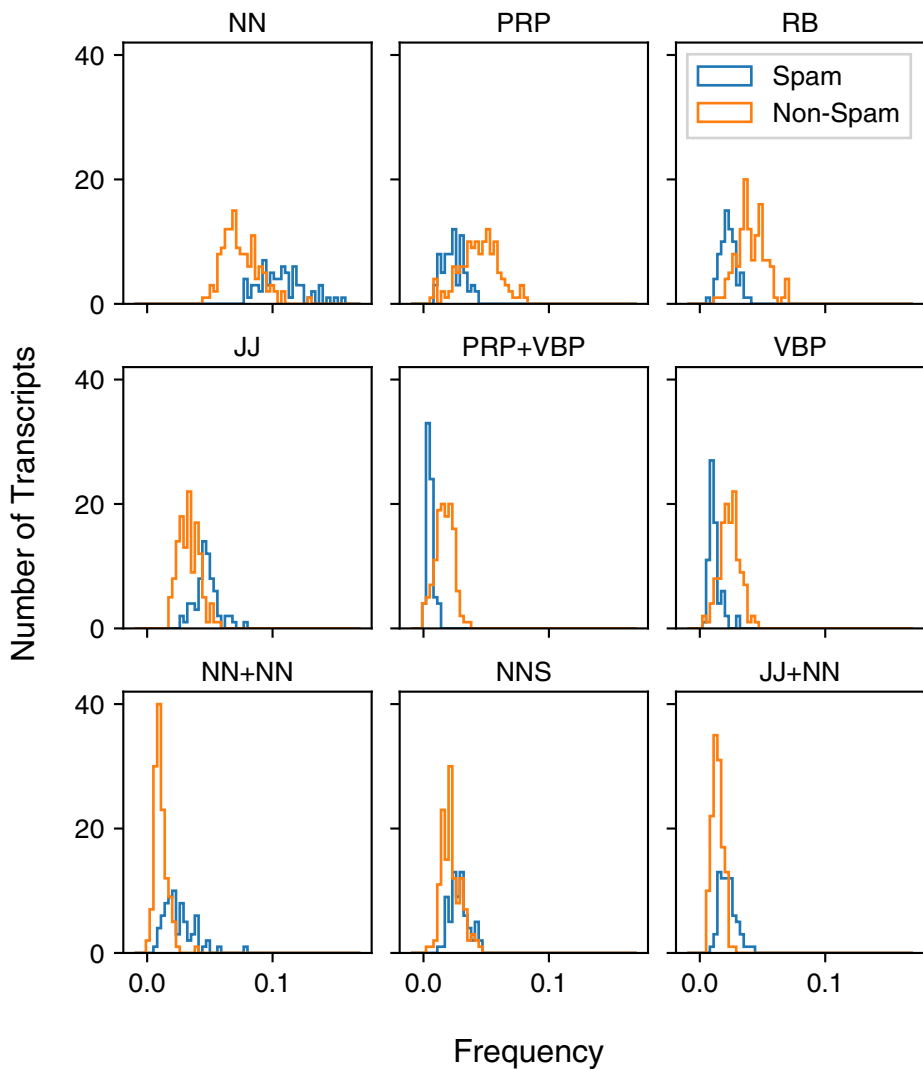 NN PRP RB
40
20
0
Spam
Non-Spam
JJ PRP+VBP VBP
40
20
0
Number of Transcripts
NN+NN NNS JJ+NN
40
20
0
0.0 0.1 0.0 0.1 0.0 0.1
Frequency